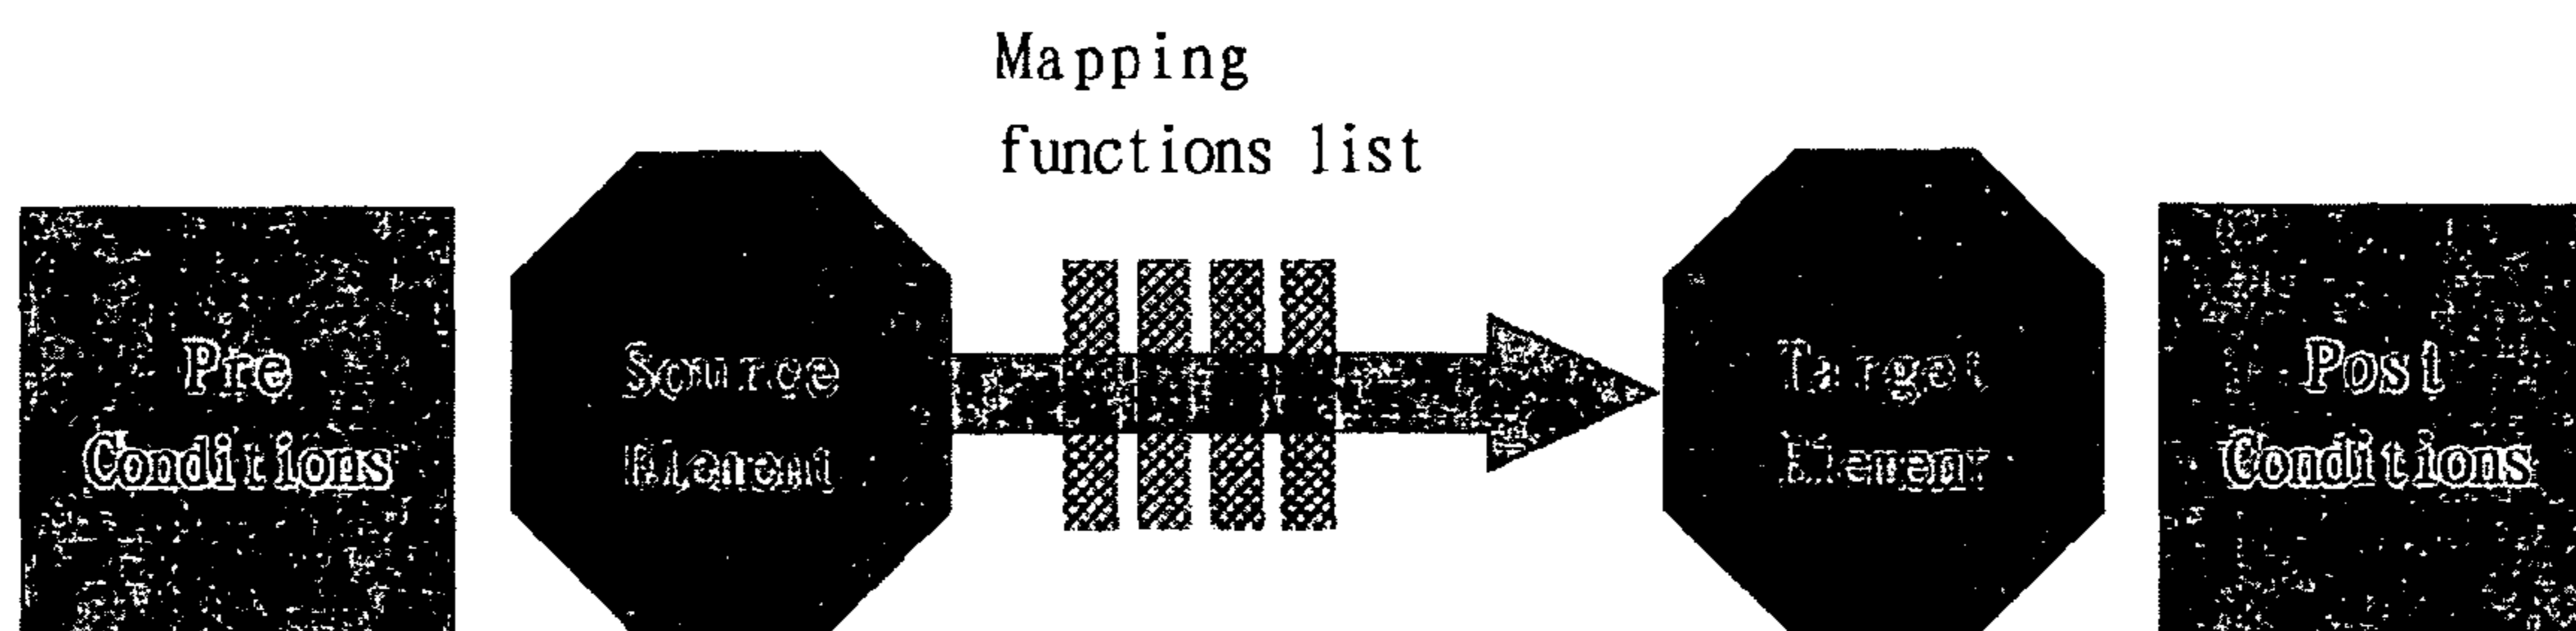 Mapping
functions list
Pre
Conditions
Source
Element
Target
Element
Post
Conditions